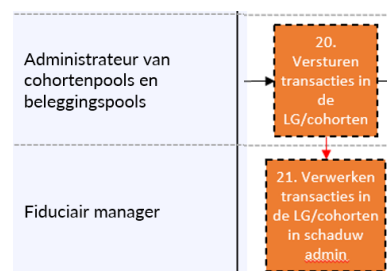 Administrateur van
cohortenpools en
beleggingspools
20.
Versturen
transacties in
de
LG/cohorten
Fiduciair manager
21. Verwerken
transacties in
de LG/cohorten
in schaduw
admin